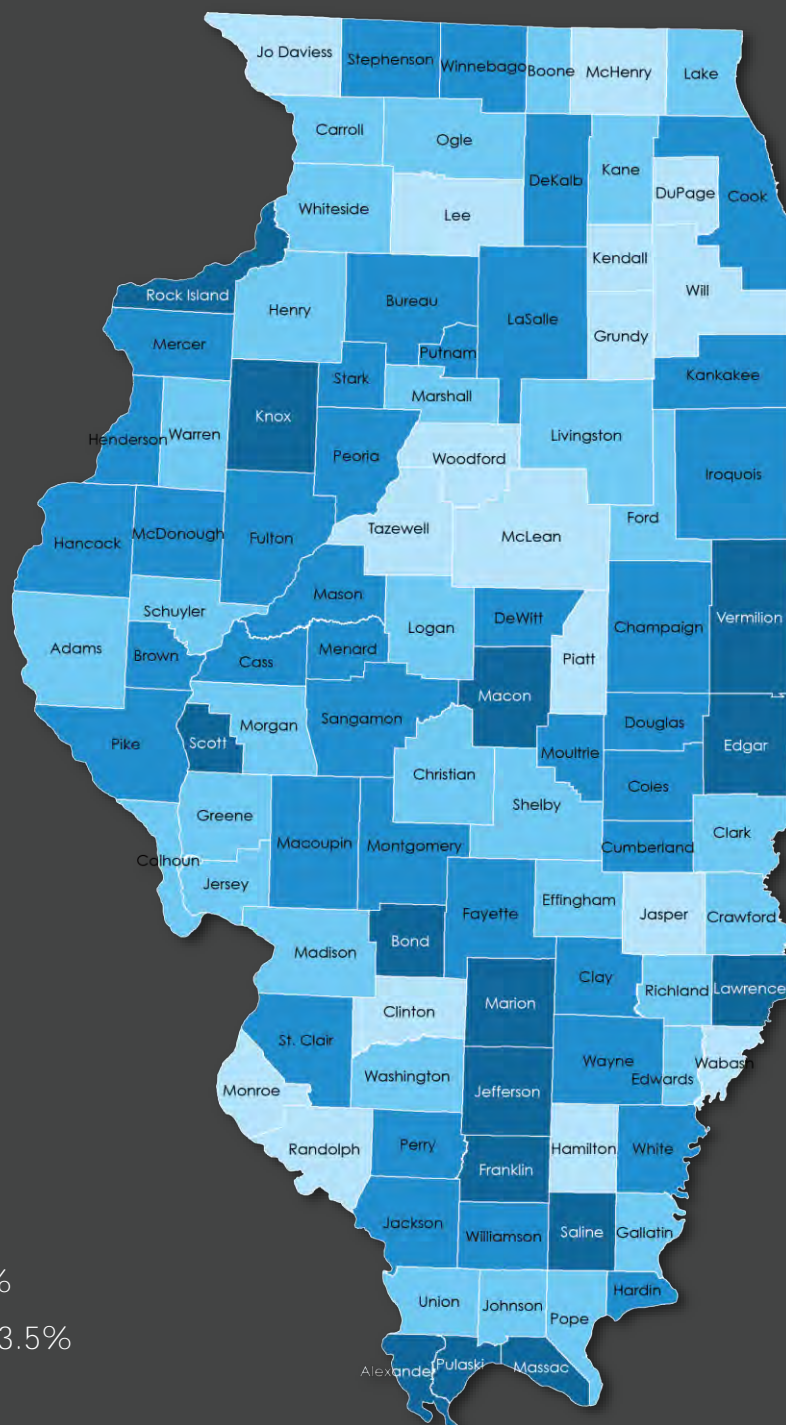 Jo Daviess
Stephenson
Winnebago
Boone
McHenry
Lake
Carroll
Ogle
DeKalb
Kane
DuPage
Cook
Whiteside
Lee
Kendall
Will
Rock Island
Henry
Bureau
LaSalle
Grundy
Mercer
Putnam
Kankakee
Stark
Marshall
Henderson
Warren
Knox
Peoria
Woodford
Livingston
Iroquois
Hancock
McDonough
Fulton
Tazewell
McLean
Ford
Mason
Schuyler
Logan
DeWitt
Champaign
Vermilion
Adams
Brown
Cass
Menard
Piatt
Macon
Pike
Scott
Morgan
Sangamon
Douglas
Moultrie
Edgar
Christian
Coles
Greene
Shelby
Calhoun
Macoupin
Montgomery
Cumberland
Clark
Jersey
Fayette
Effingham
Jasper
Crawford
Madison
Bond
Clay
Richland
Lawrence
Clinton
Marion
St. Clair
Wayne
Wabash
Washington
Edwards
Monroe
Jefferson
Randolph
Perry
Franklin
Hamilton
White
Jackson
Williamson
Saline
Gallatin
Union
Johnson
Pope
Hardin
Alexander
Pulaski
Massac
%
3.5%